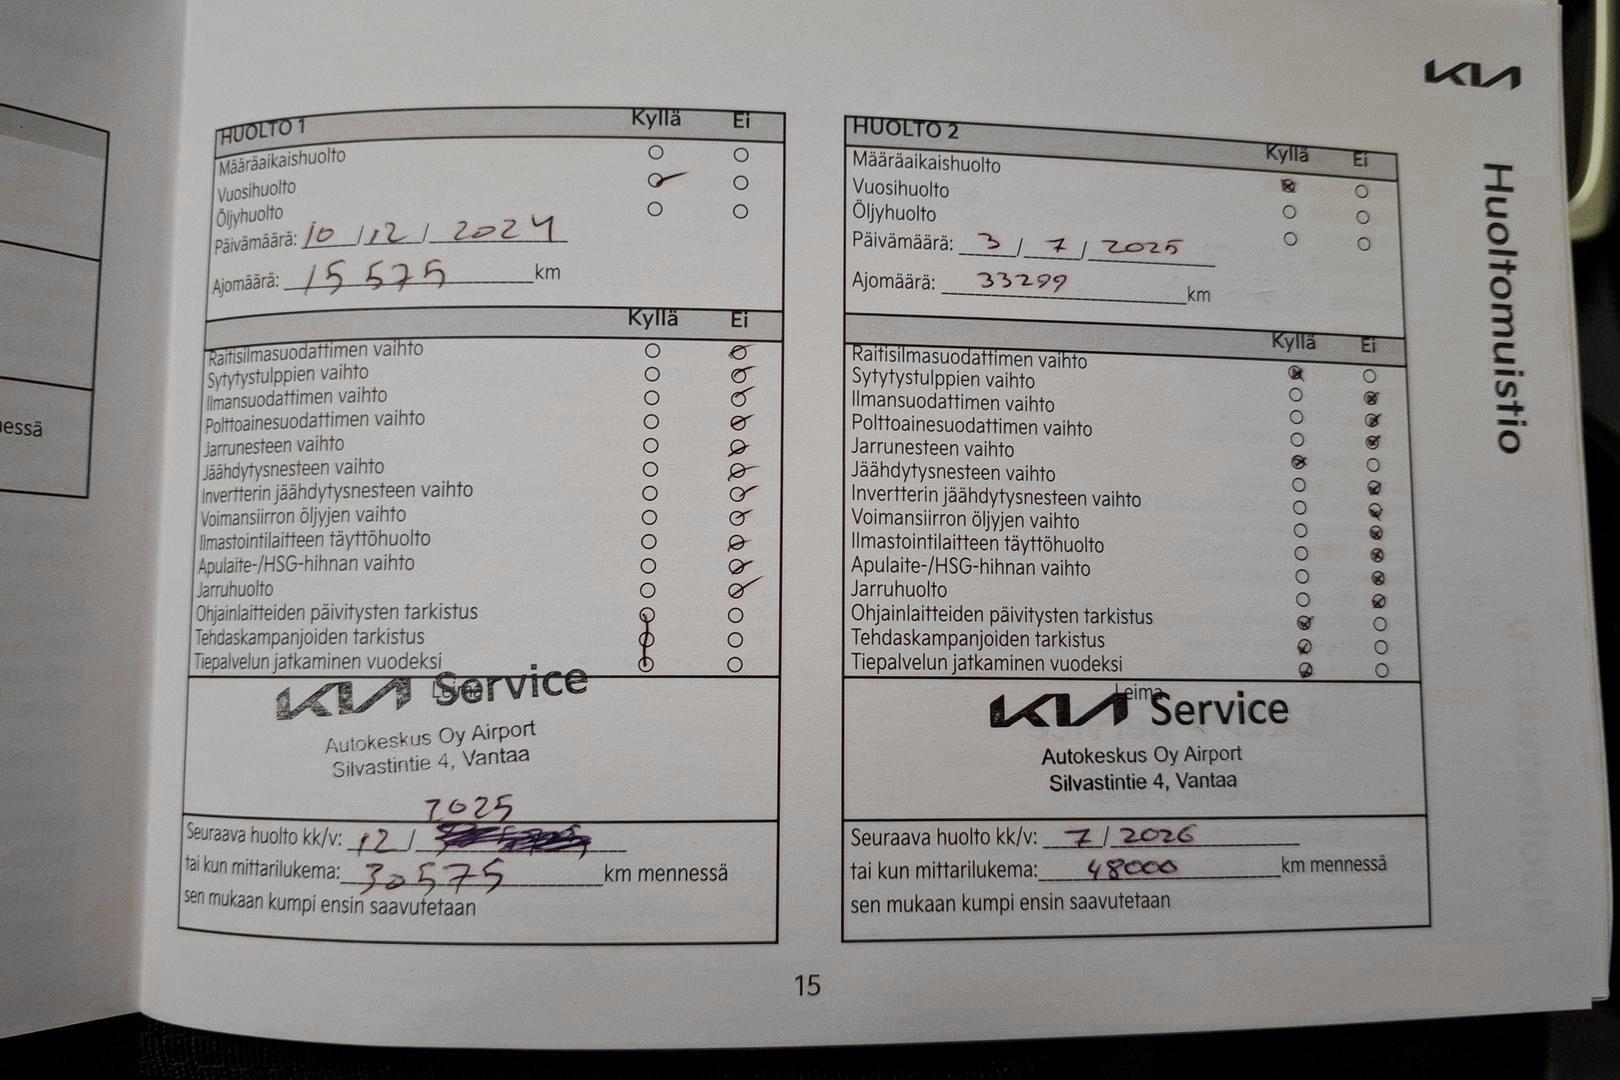 essä
KIA
Huoltomuistio
HUOLTO 1 Kyllä Ei
Määräaikaishuolto
Vuosihuolto
Öljyhuolto
Päivämäärä: 10 / 12 / 2024
Ajomäärä: 15 575 km
Kyllä Ei
Raitisilmasuodattimen vaihto
Sytytystulppien vaihto
Ilmansuodattimen vaihto
Polttoainesuodattimen vaihto
Jarrunesteen vaihto
Jäähdytysnesteen vaihto
Invertterin jäähdytysnesteen vaihto
Voimansiirron öljyjen vaihto
Ilmastointilaitteen täyttöhuolto
Apulaite-/HSG-hihnan vaihto
Jarruhuolto
Ohjainlaitteiden päivitysten tarkistus
Tehdaskampanjoiden tarkistus
Tiepalvelun jatkaminen vuodeksi
KIA Service
Autokeskus Oy Airport
Silvastintie 4, Vantaa
2025
Seuraava huolto kk/v: 12 /
tai kun mittarilukema: 30575 km mennessä
sen mukaan kumpi ensin saavutetaan
HUOLTO 2
Kyllä Ei
Määräaikaishuolto
Vuosihuolto
Öljyhuolto
Päivämäärä: 3 / 7 / 2025
Ajomäärä: 33299 km
Kyllä Ei
Raitisilmasuodattimen vaihto
Sytytystulppien vaihto
Ilmansuodattimen vaihto
Polttoainesuodattimen vaihto
Jarrunesteen vaihto
Jäähdytysnesteen vaihto
Invertterin jäähdytysnesteen vaihto
Voimansiirron öljyjen vaihto
Ilmastointilaitteen täyttöhuolto
Apulaite-/HSG-hihnan vaihto
Jarruhuolto
Ohjainlaitteiden päivitysten tarkistus
Tehdaskampanjoiden tarkistus
Tiepalvelun jatkaminen vuodeksi
Leima
KIA Service
Autokeskus Oy Airport
Silvastintie 4, Vantaa
Seuraava huolto kk/v: 7 / 2026
tai kun mittarilukema: 48000 km mennessä
sen mukaan kumpi ensin saavutetaan
15